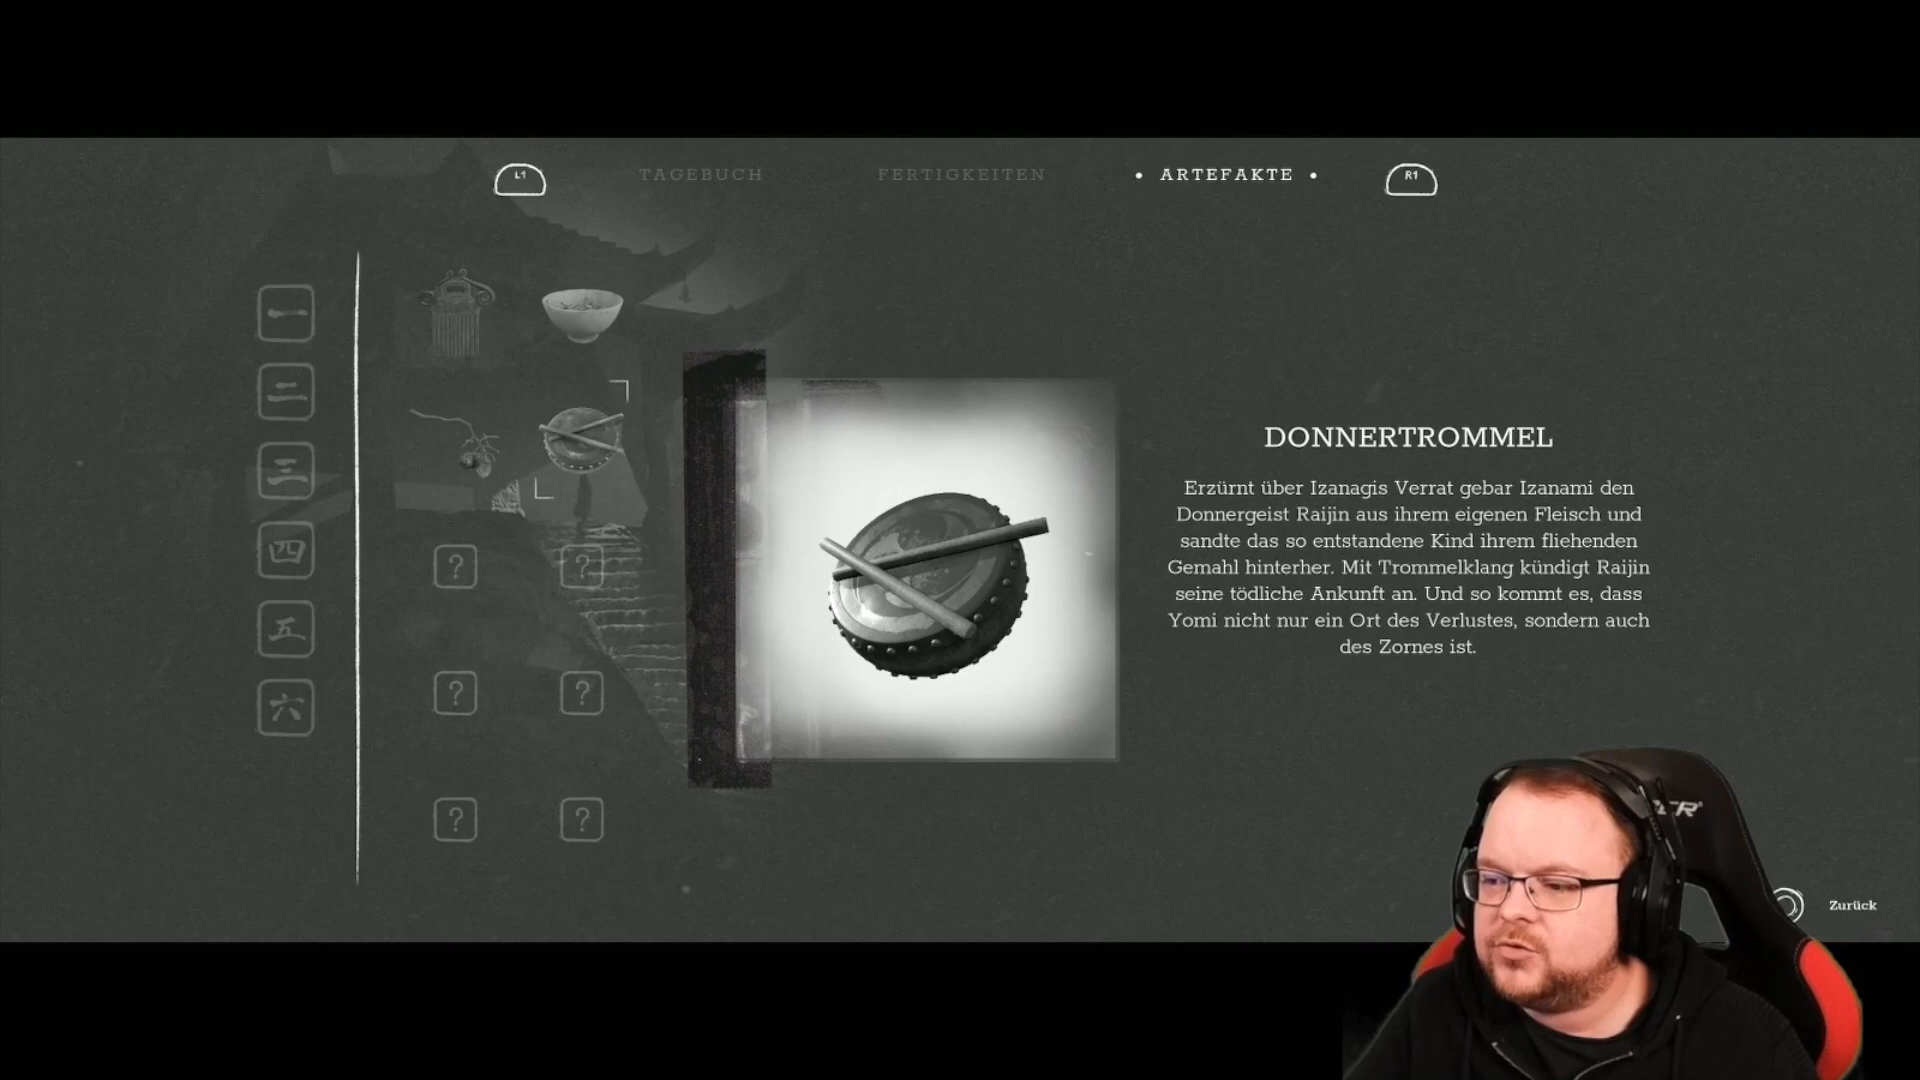 L1
TAGEBUCH
FERTIGKEITEN
• ARTEFAKTE •
R1
一
二
三
四
五
六
?
?
?
?
?
?
DONNERTROMMEL
Erzürnt über Izanagis Verrat gebar Izanami den
Donnergeist Raijin aus ihrem eigenen Fleisch und
sandte das so entstandene Kind ihrem fliehenden
Gemahl hinterher. Mit Trommelklang kündigt Raijin
seine tödliche Ankunft an. Und so kommt es, dass
Yomi nicht nur ein Ort des Verlustes, sondern auch
des Zornes ist.
Zurück